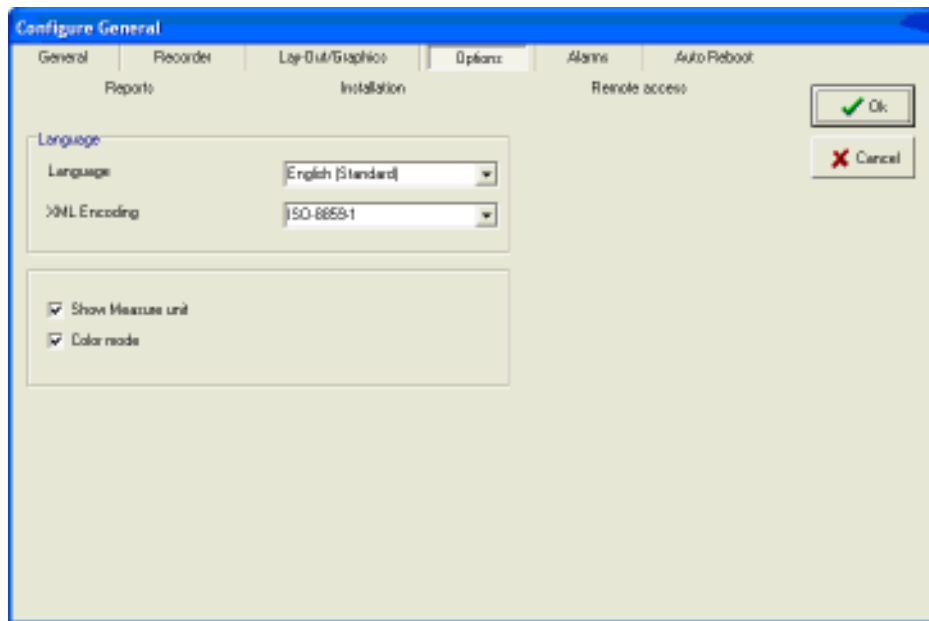 Configure General
General Recorder Lay-Out/Graphics Options Alarms Auto Reboot
Reports Installation Remote access
Ok
Cancel
Language
Language English (Standard)
XML Encoding ISO-8859-1
Show Measure unit
Color mode